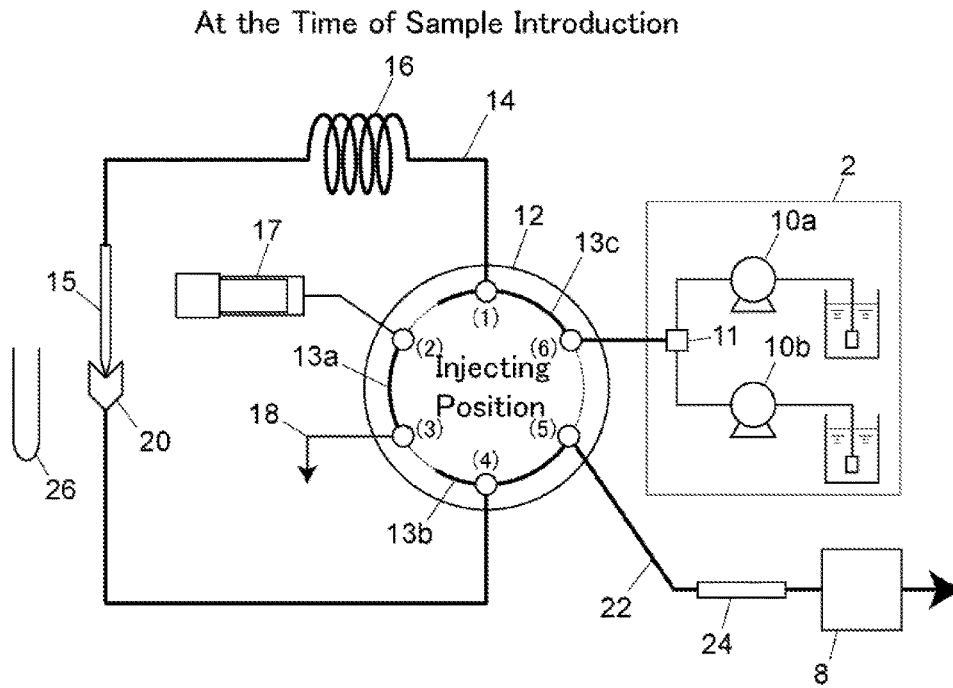 At the Time of Sample Introduction
16
14
2
12
10a
17
13c
15
(1)
(2)
(6)
11
13a
Injecting
10b
Position
18
(3)
(5)
20
(4)
26
13b
22
24
8